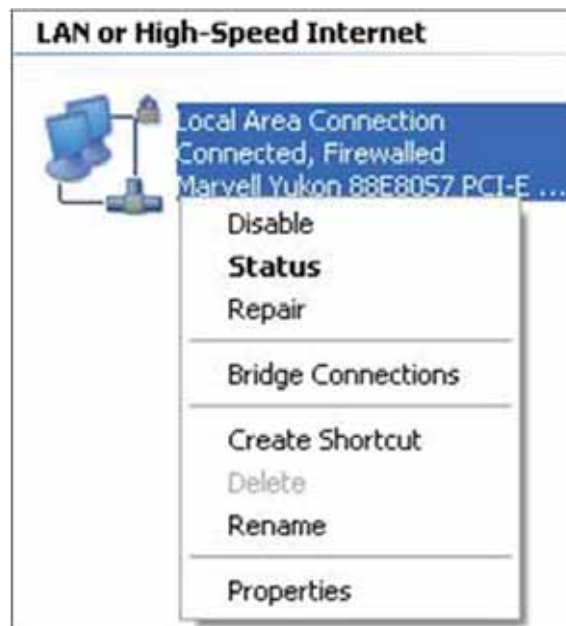 LAN or High-Speed Internet
Local Area Connection
Connected, Firewalled
Marvell Yukon 88E8057 PCI-E ...
Disable
Status
Repair
Bridge Connections
Create Shortcut
Delete
Rename
Properties